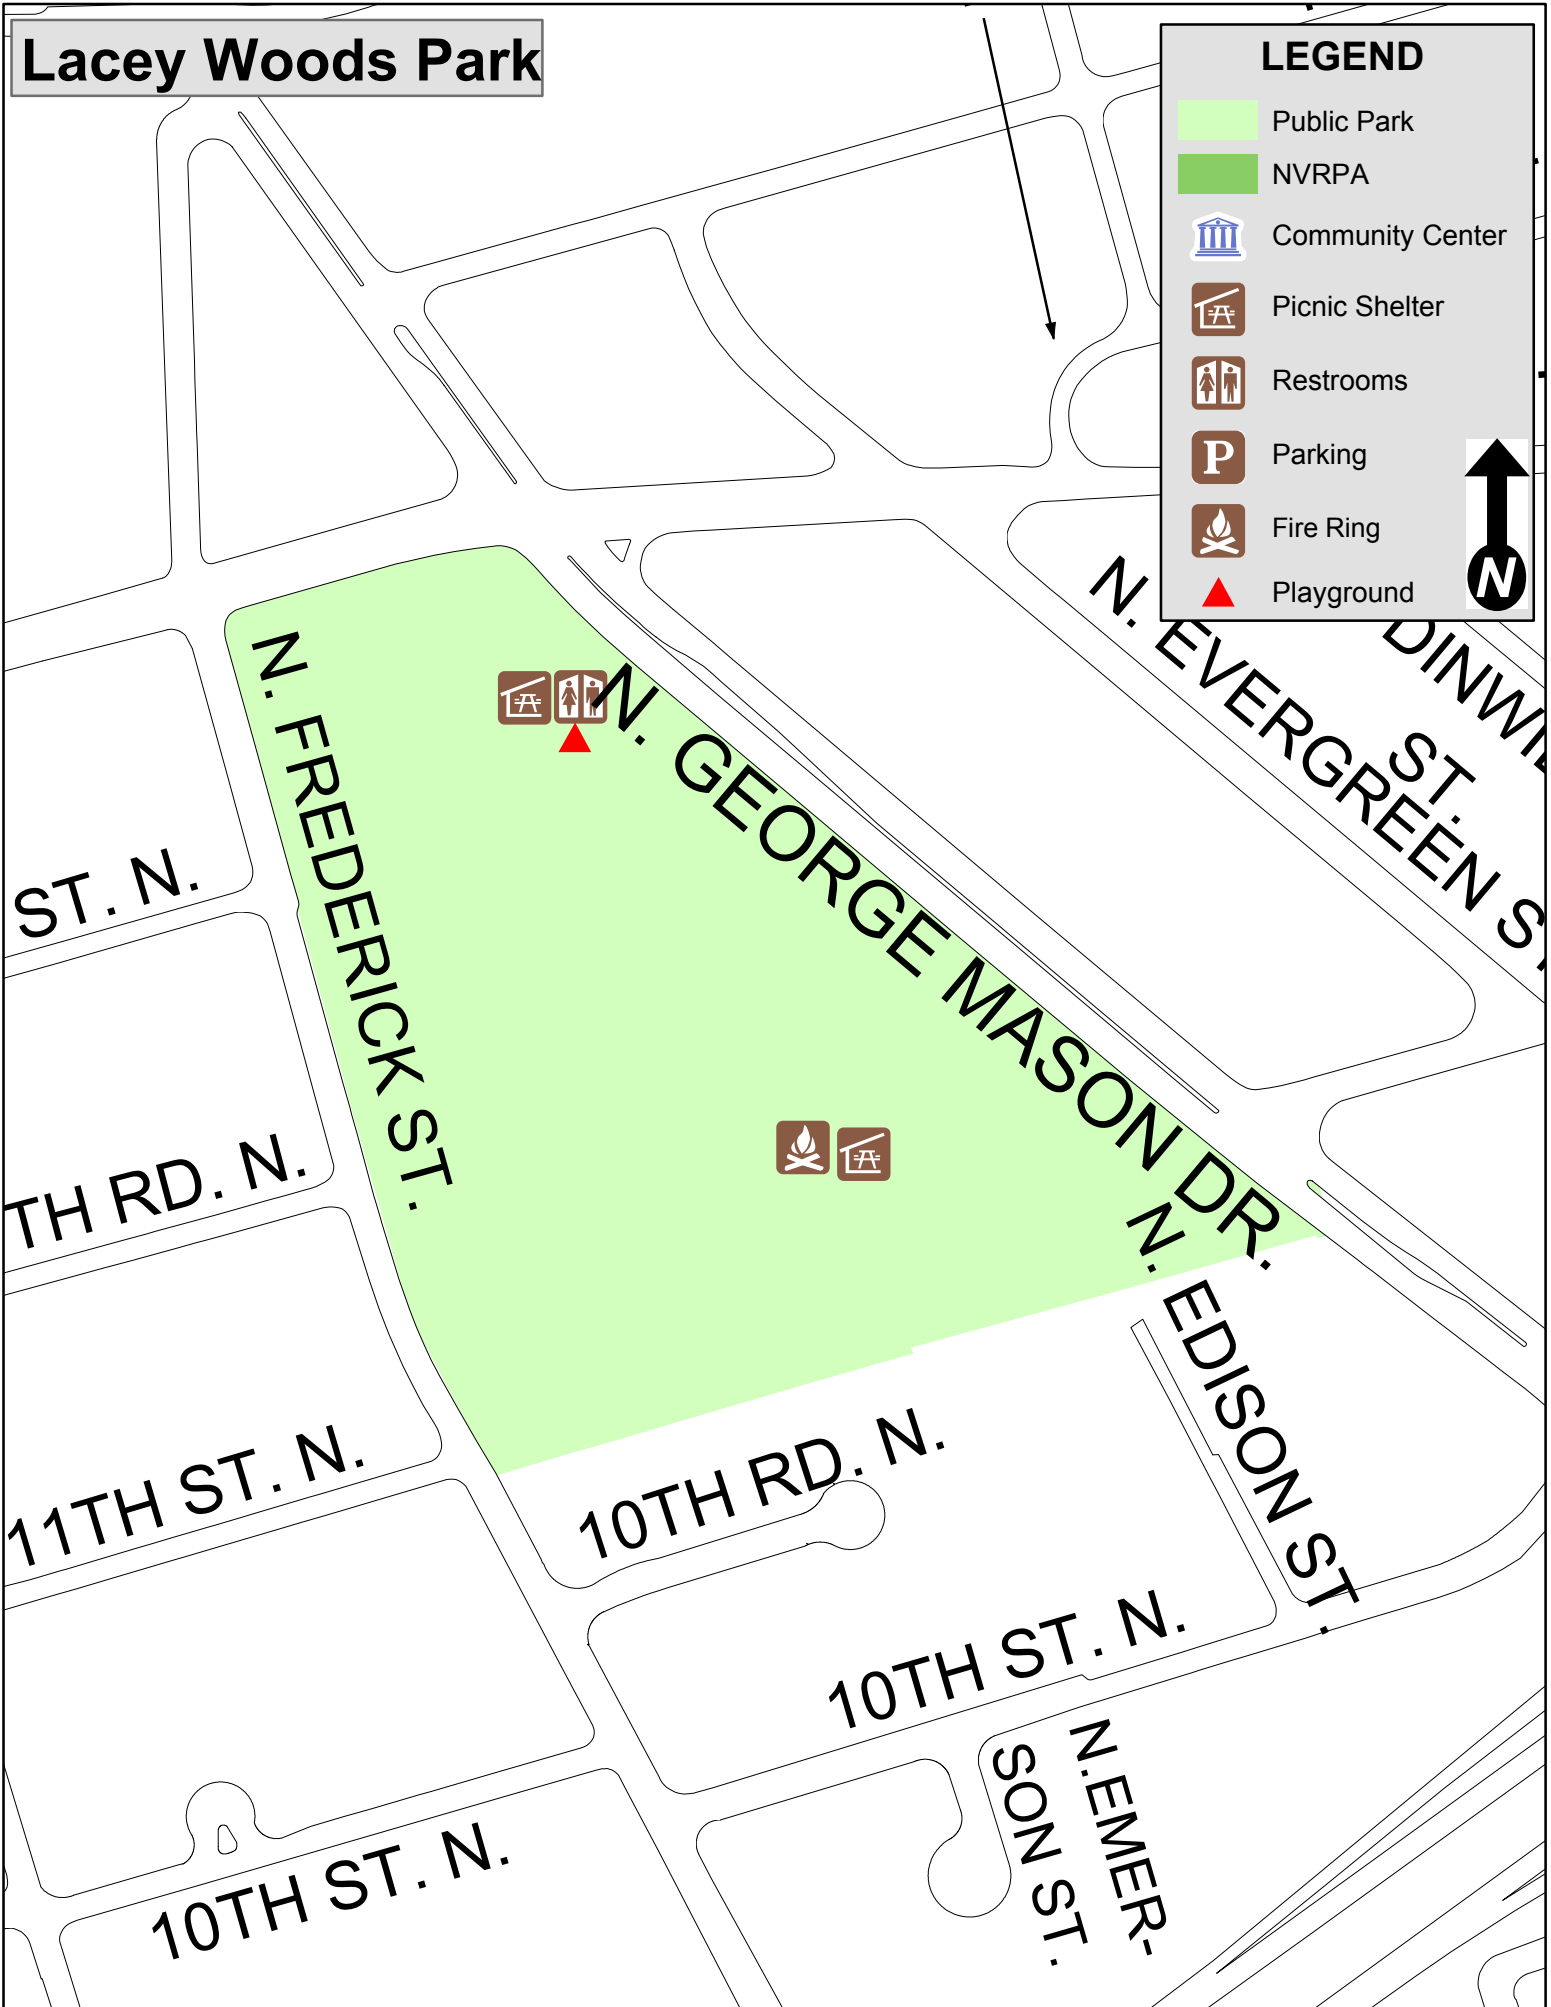 Lacey Woods Park
LEGEND
Public Park
NVRPA
Community Center
Picnic Shelter
Restrooms
P
Parking
Fire Ring
Playground
N
N. FREDERICK ST.
N. GEORGE MASON DR.
N. EVERGREEN ST.
ST.
ST. N.
TH RD. N.
11TH ST. N.
10TH RD. N.
N. EDISON ST.
10TH ST. N.
N.EMER-
SON ST.
10TH ST. N.